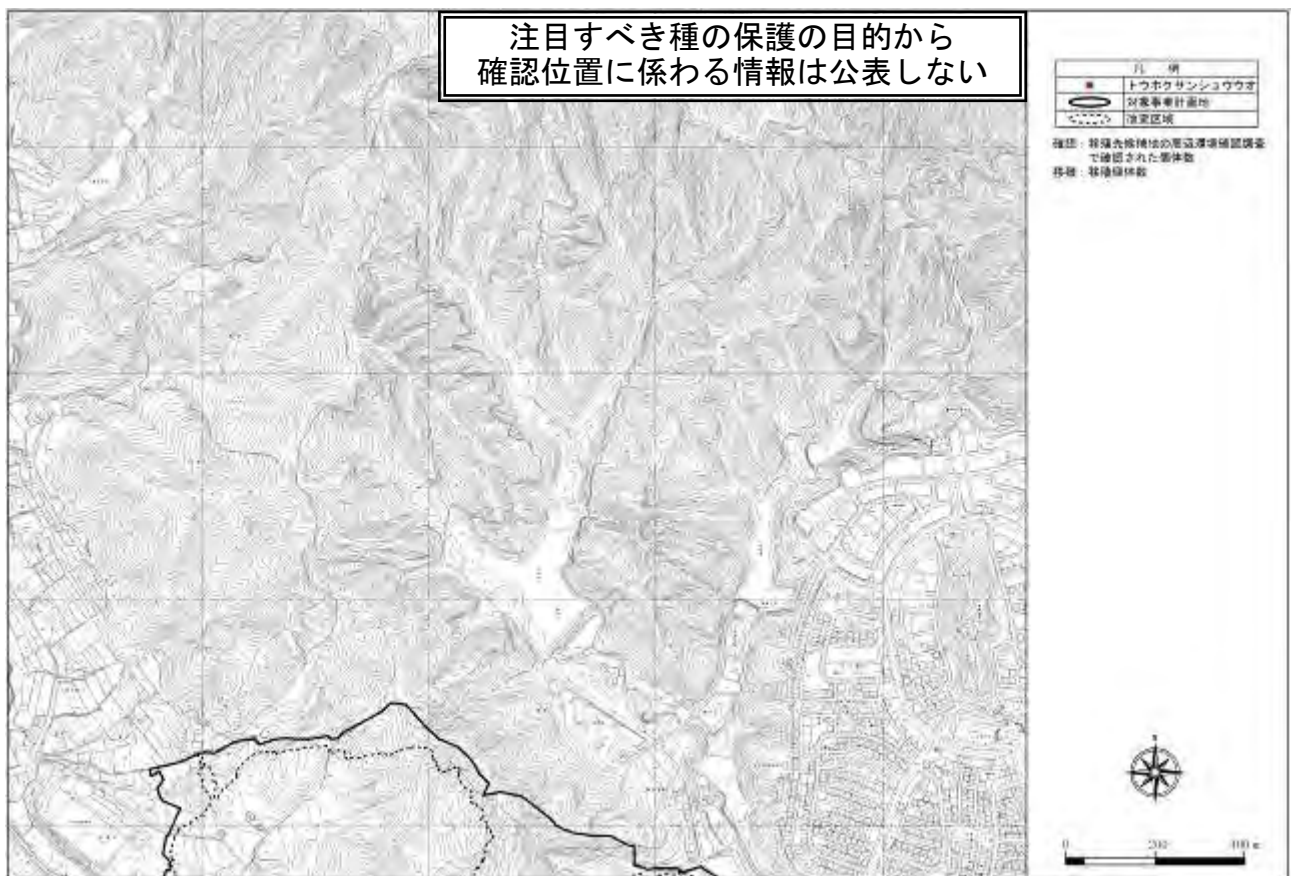 注目すべき種の保護の目的から
確認位置に係わる情報は公表しない
凡 例
トウホクサンショウウオ
対象事業計画地
改変区域
確認：移殖先候補地の周辺環境確認調査
で確認された個体数
移殖：移殖個体数
0 200 400 m